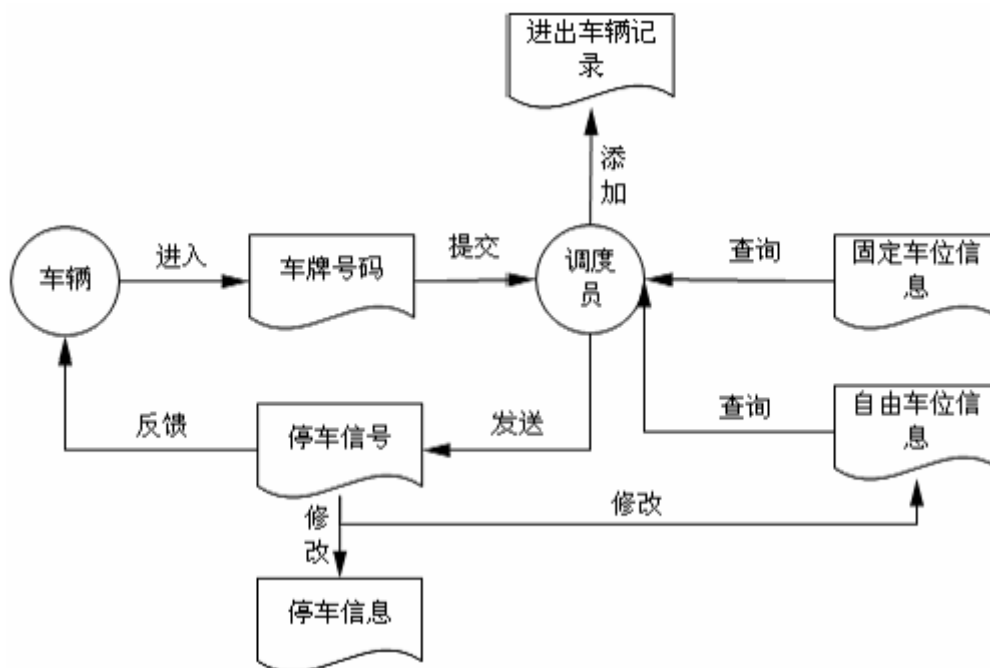 进出车辆记
录
添
加
车辆
进入
车牌号码
提交
调度
员
查询
固定车位信
息
反馈
停车信号
发送
查询
自由车位信
息
修
改
修改
停车信息